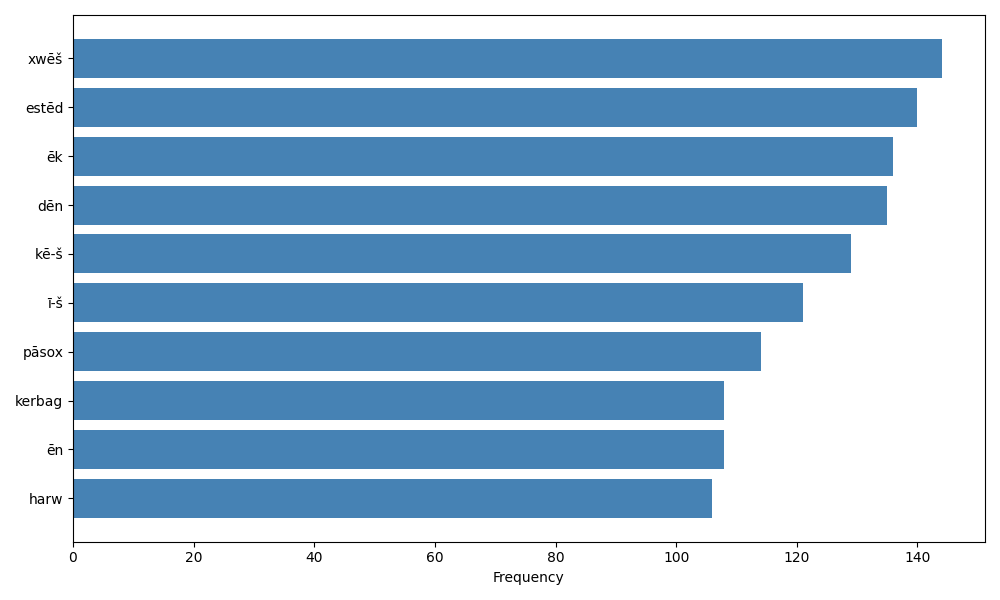 xwēš
estēd
ēk
dēn
kē-š
ī-š
pāsox
kerbag
ēn
harw
0 20 40 60 80 100 120 140
Frequency